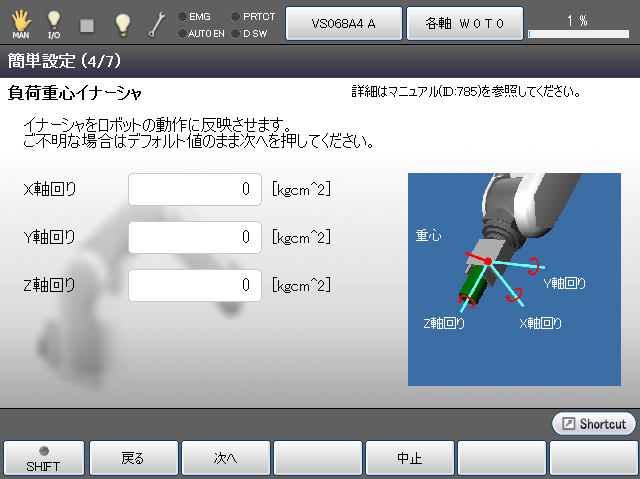 MAN
I/O
EMG
PRTCT
AUTO EN
D SW
VS068A4 A
各軸 W 0 T 0
1 %
簡単設定 (4/7)
負荷重心イナーシャ
詳細はマニュアル(ID:785)を参照してください。
イナーシャをロボットの動作に反映させます。
ご不明な場合はデフォルト値のまま次へを押してください。
X軸回り 0 [kgcm^2]
Y軸回り 0 [kgcm^2]
Z軸回り 0 [kgcm^2]
重心
Y軸回り
Z軸回り
X軸回り
Shortcut
SHIFT
戻る
次へ
中止